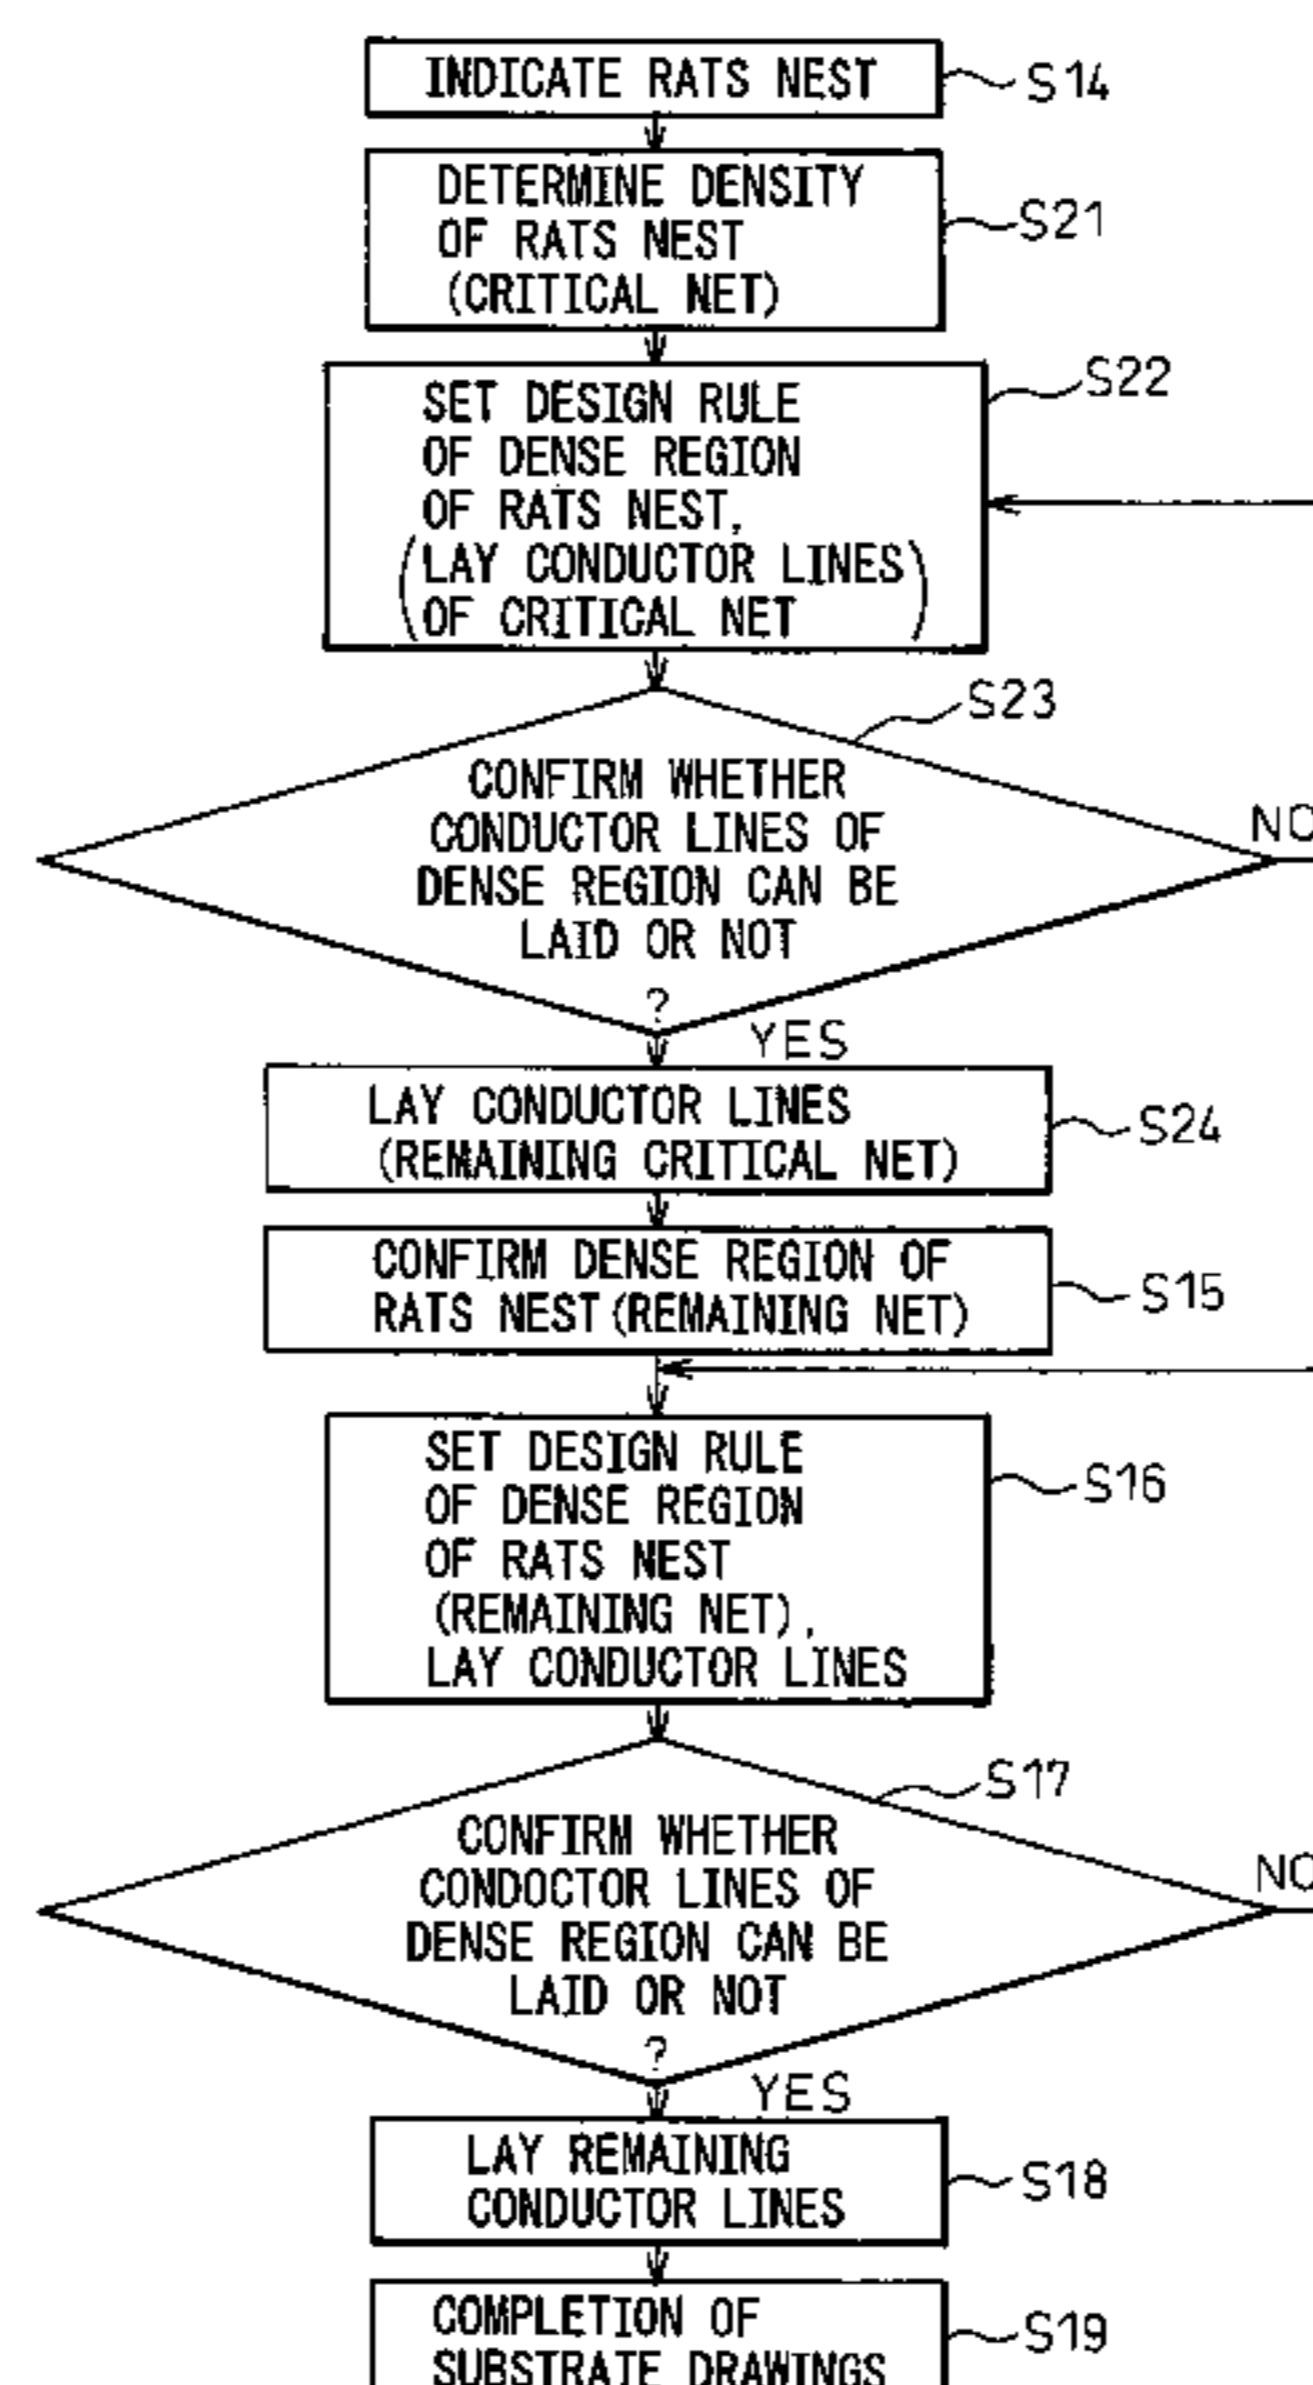 INDICATE RATS NEST
S14
DETERMINE DENSITY
OF RATS NEST
(CRITICAL NET)
S21
SET DESIGN RULE
OF DENSE REGION
OF RATS NEST,
(LAY CONDUCTOR LINES
OF CRITICAL NET)
S22
S23
CONFIRM WHETHER
CONDUCTOR LINES OF
DENSE REGION CAN BE
LAID OR NOT
?
NO
YES
LAY CONDUCTOR LINES
(REMAINING CRITICAL NET)
S24
CONFIRM DENSE REGION OF
RATS NEST (REMAINING NET)
S15
SET DESIGN RULE
OF DENSE REGION
OF RATS NEST
(REMAINING NET),
LAY CONDUCTOR LINES
S16
S17
CONFIRM WHETHER
CONDOCTOR LINES OF
DENSE REGION CAN BE
LAID OR NOT
?
NO
YES
LAY REMAINING
CONDUCTOR LINES
S18
COMPLETION OF
SUBSTRATE DRAWINGS
S19